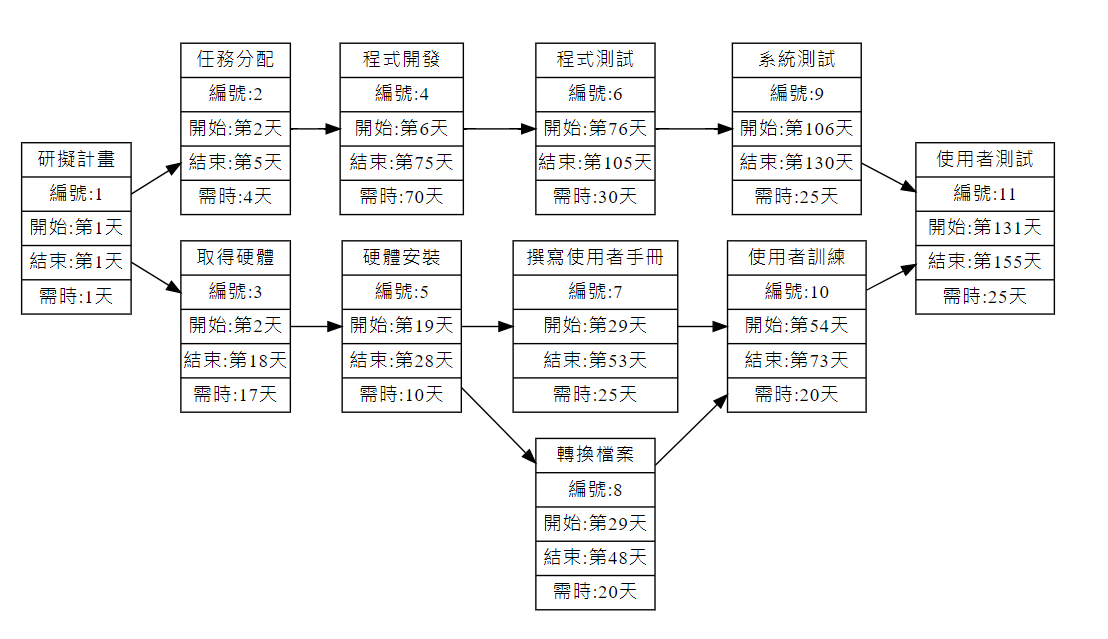 研擬計畫
編號:1
開始:第1天
結束:第1天
需時:1天
任務分配
編號:2
開始:第2天
結束:第5天
需時:4天
程式開發
編號:4
開始:第6天
結束:第75天
需時:70天
程式測試
編號:6
開始:第76天
結束:第105天
需時:30天
系統測試
編號:9
開始:第106天
結束:第130天
需時:25天
取得硬體
編號:3
開始:第2天
結束:第18天
需時:17天
硬體安裝
編號:5
開始:第19天
結束:第28天
需時:10天
撰寫使用者手冊
編號:7
開始:第29天
結束:第53天
需時:25天
轉換檔案
編號:8
開始:第29天
結束:第48天
需時:20天
使用者訓練
編號:10
開始:第54天
結束:第73天
需時:20天
使用者測試
編號:11
開始:第131天
結束:第155天
需時:25天